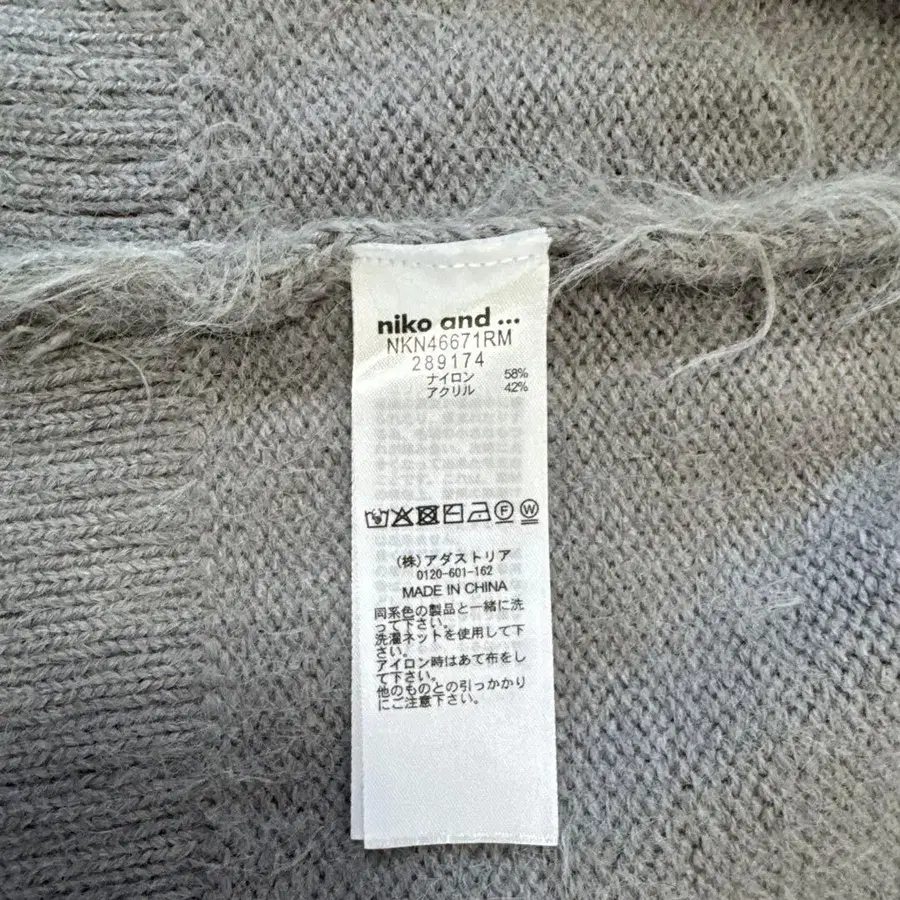 niko and ...
NKN46671RM
289174
ナイロン 58%
アクリル 42%
F W
(株)アダストリア
0120-601-162
MADE IN CHINA
同系色の製品と一緒に洗
って下さい。
洗濯ネットを使用して下
さい。
アイロン時はあて布をし
て下さい。
他のものとの引っかかり
にご注意下さい。